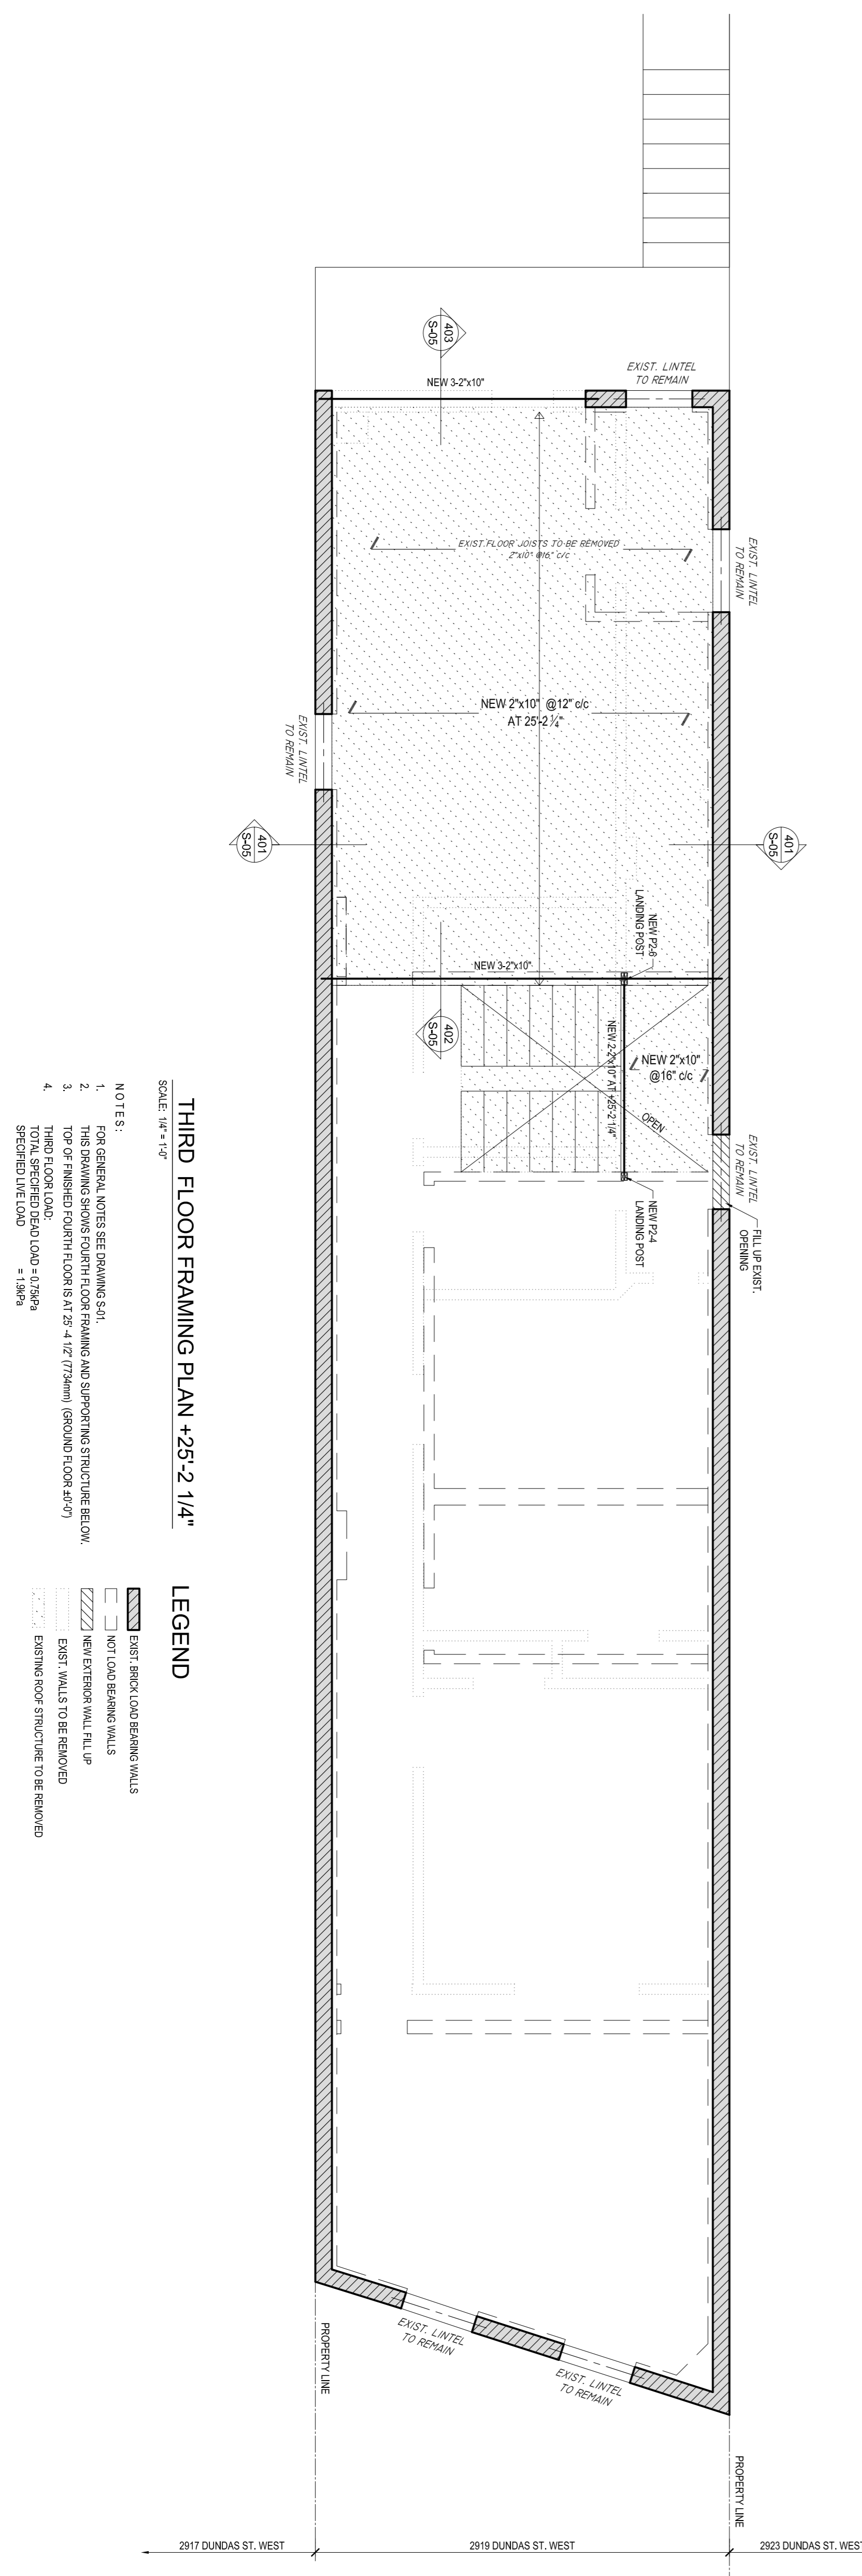 EXIST. LINTEL
TO REMAIN
403
S-05
NEW 3-2"x10"
EXIST.FLOOR JOISTS TO BE REMOVED
2"x10" @16" c/c
EXIST. LINTEL
TO REMAIN
NEW 2"x10" @12" c/c
AT 25'-2 1/4"
EXIST. LINTEL
TO REMAIN
401
S-05
401
S-05
NEW P2-6
LANDING POST
NEW 3-2"x10"
402
S-05
NEW 2-2"x10" AT +25'-2 1/4"
NEW 2"x10"
@16" c/c
OPEN
EXIST. LINTEL
TO REMAIN
FILL UP EXIST.
OPENING
NEW P2-4
LANDING POST
THIRD FLOOR FRAMING PLAN +25'-2 1/4"
SCALE: 1/4" = 1'-0"
NOTES:
1. FOR GENERAL NOTES SEE DRAWING S-01.
2. THIS DRAWING SHOWS FOURTH FLOOR FRAMING AND SUPPORTING STRUCTURE BELOW.
3. TOP OF FINISHED FOURTH FLOOR IS AT 25'-4 1/2" (7734mm) (GROUND FLOOR ±0'-0")
4. THIRD FLOOR LOAD:
TOTAL SPECIFIED DEAD LOAD = 0.75kPa
SPECIFIED LIVE LOAD = 1.9kPa
LEGEND
EXIST. BRICK LOAD BEARING WALLS
NOT LOAD BEARING WALLS
NEW EXTERIOR WALL FILL UP
EXIST. WALLS TO BE REMOVED
EXISTING ROOF STRUCTURE TO BE REMOVED
EXIST. LINTEL
TO REMAIN
EXIST. LINTEL
TO REMAIN
PROPERTY LINE
PROPERTY LINE
2917 DUNDAS ST. WEST
2919 DUNDAS ST. WEST
2923 DUNDAS ST. WEST